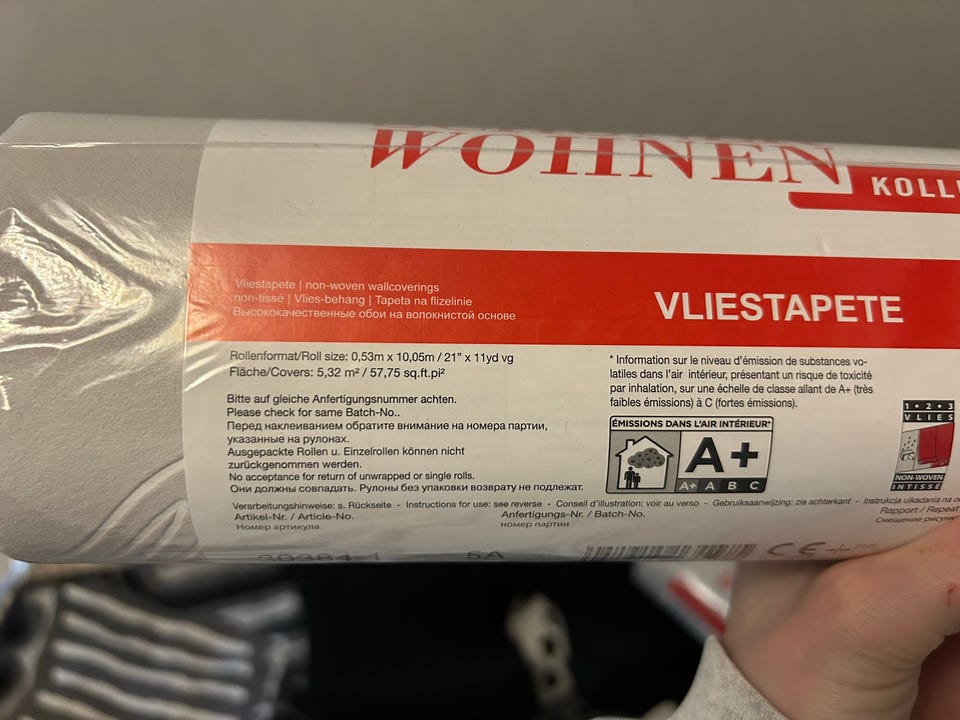 WOHNEN
Vliestapete | non-woven wallcoverings
non-tissé | Vlies-behang | Tapeta na flizelinie
Высококачественные обои на волокнистой основе
VLIESTAPETE
Rollenformat/Roll size: 0,53m x 10,05m / 21” x 11yd vg
Fläche/Covers: 5,32 m² / 57,75 sq.ft.pi²
Bitte auf gleiche Anfertigungsnummer achten.
Please check for same Batch-No..
Перед наклеиванием обратите внимание на номера партии,
указанные на рулонах.
Ausgepackte Rollen u. Einzelrollen können nicht
zurückgenommen werden.
No acceptance for return of unwrapped or single rolls.
Они должны совпадать. Рулоны без упаковки возврату не подлежат.
* Information sur le niveau d'émission de substances vo-
latiles dans l'air intérieur, présentant un risque de toxicité
par inhalation, sur une échelle de classe allant de A+ (très
faibles émissions) à C (fortes émissions).
ÉMISSIONS DANS L'AIR INTÉRIEUR*
A+
A+ A B C
1 • 2 • 3
VLIES
NON-WOVEN
INTISSÉ
Verarbeitungshinweise: s. Rückseite - Instructions for use: see reverse - Conseil d'illustration: voir au verso - Gebruiksaanwijzing: zie achterkant - Instrukcja
Artikel-Nr. / Article-No.
Номер артикула
Anfertigungs-Nr. / Batch-No.
номер партии
Rapport / Repeat
Смещение
5A
CE